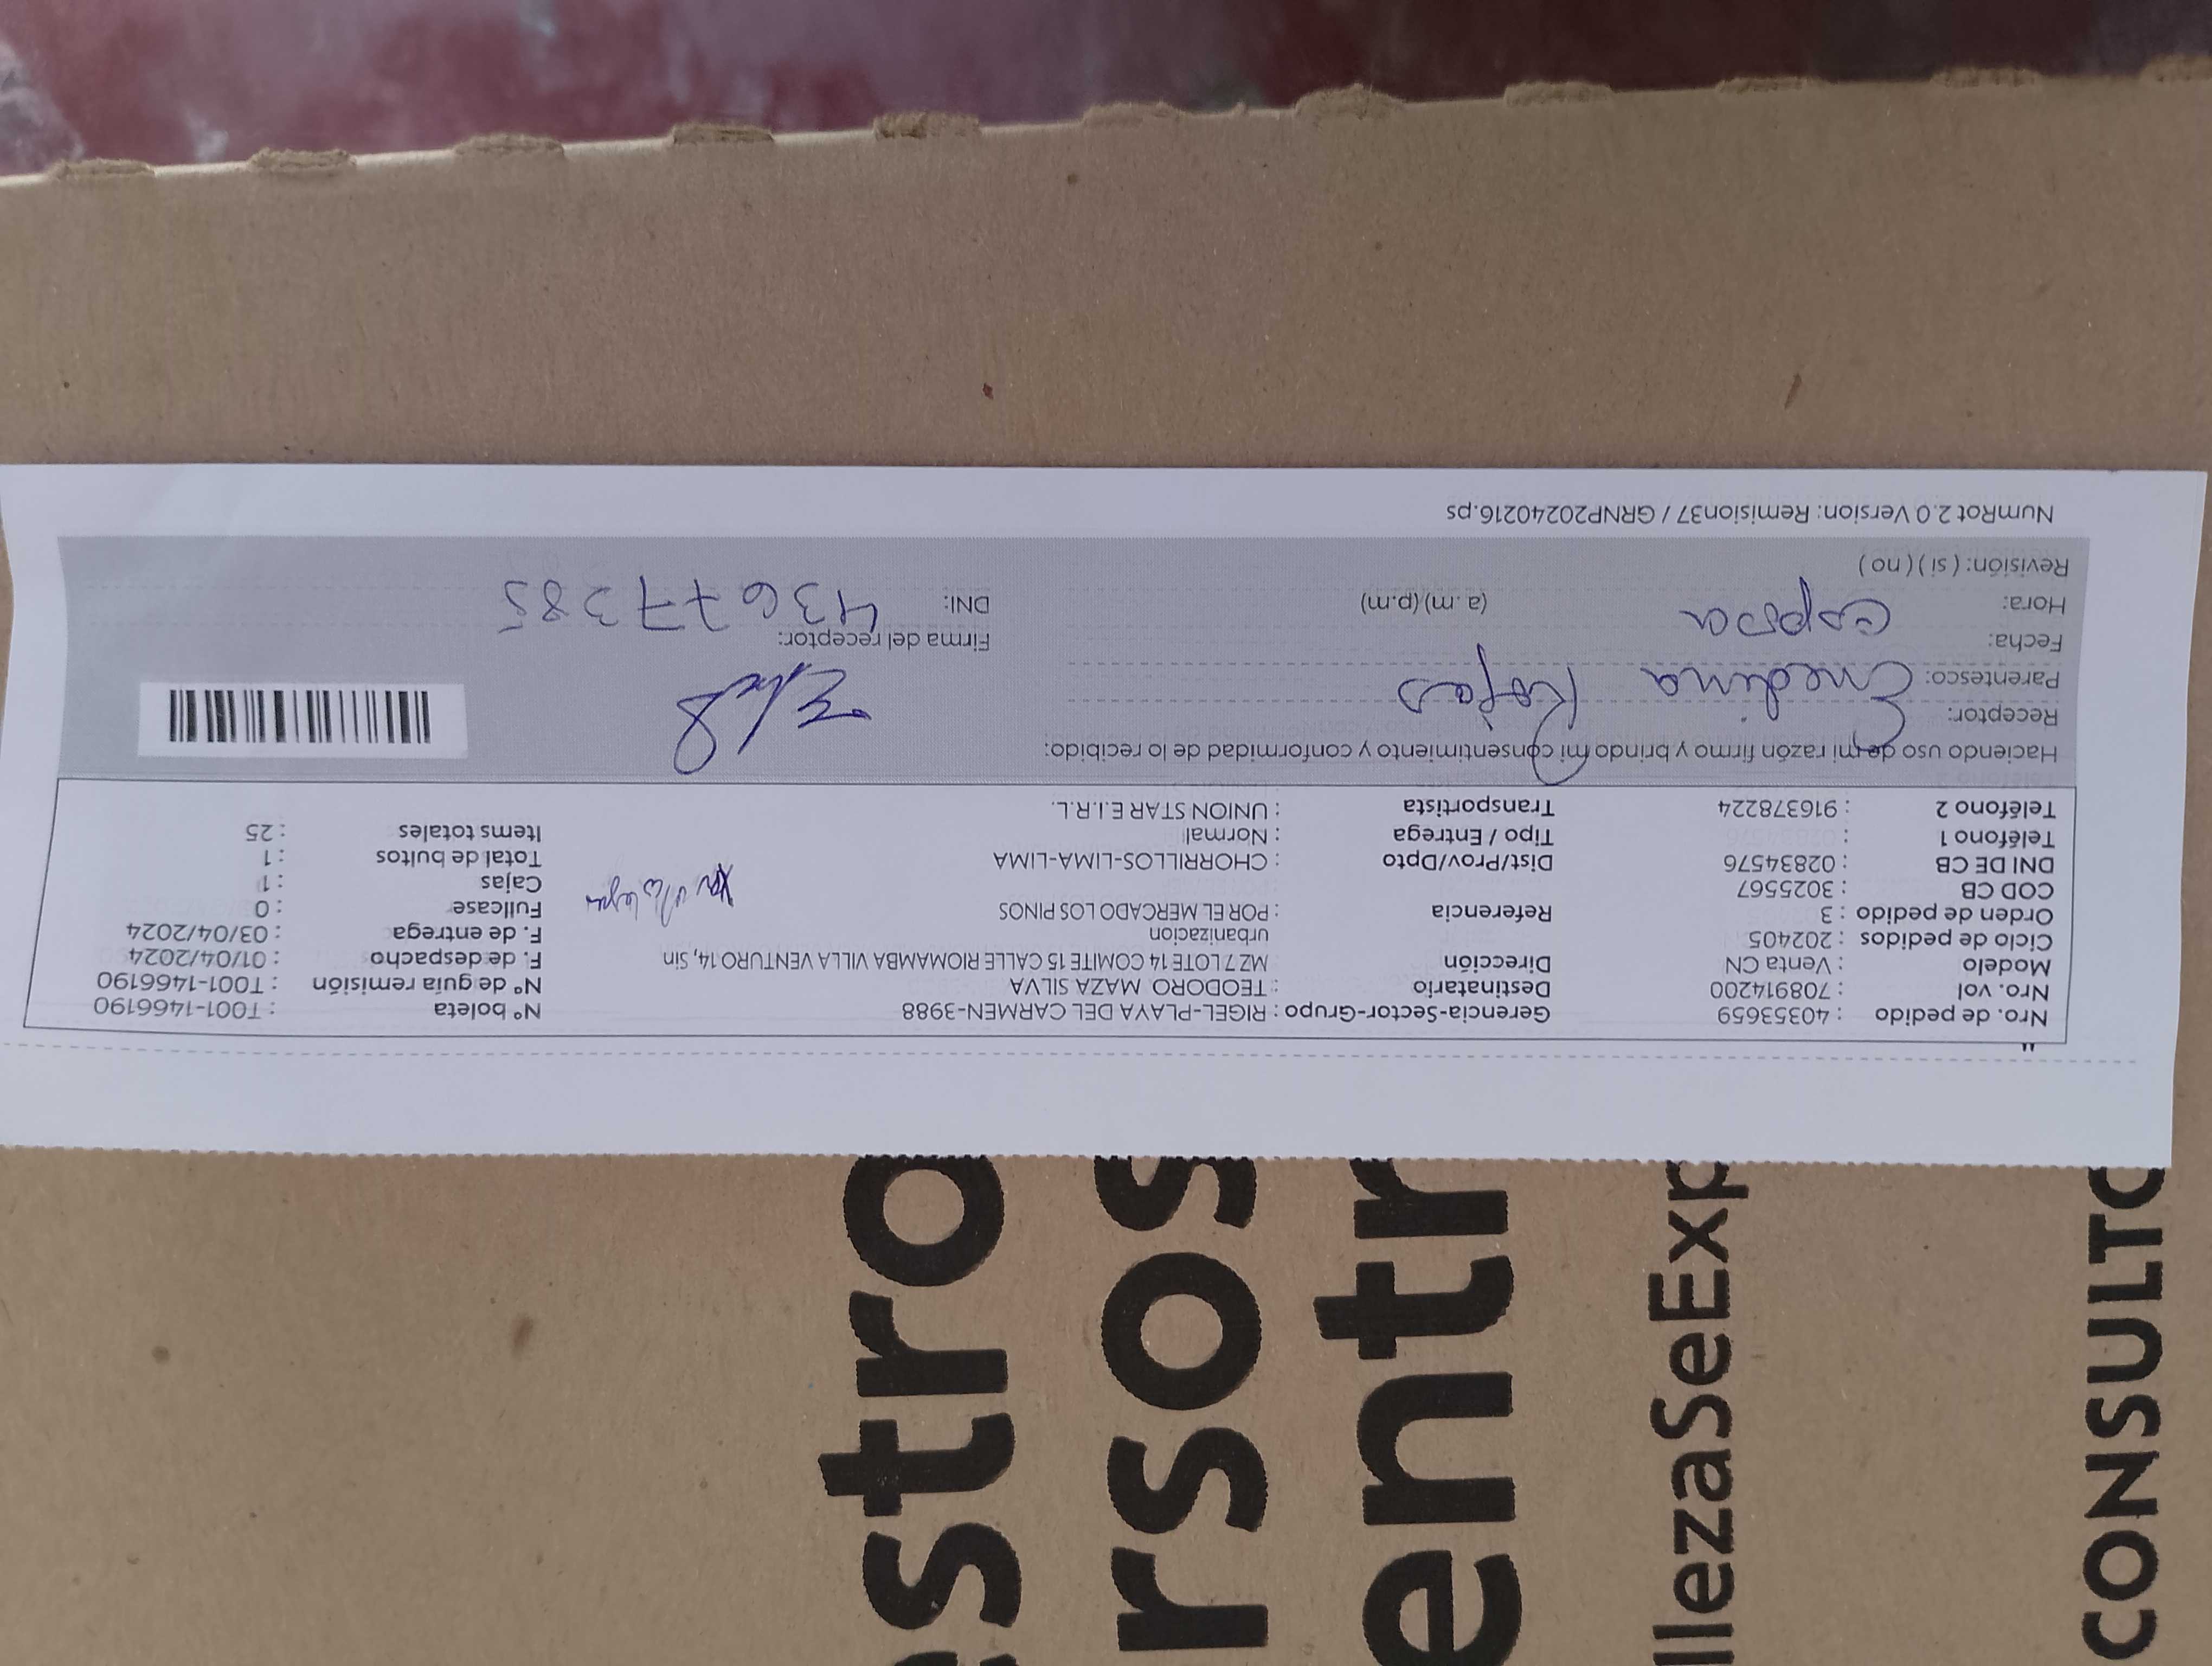 "
Nro. de pedido : 40353659 Gerencia-Sector-Grupo : RIGEL-PLAYA DEL CARMEN-3988 N° boleta : T001-1466190
Nro. vol : 708914200 Destinatario : TEODORO MAZA SILVA N° de guía remisión : T001-1466190
Modelo : Venta CN Dirección MZ 7 LOTE 14 COMITE 15 CALLE RIOMAMBA VILLA VENTURO 14, Sin F. de despacho : 01/04/2024
Ciclo de pedidos : 202405 urbanizacion F. de entrega : 03/04/2024
Orden de pedido : 3 Referencia : POR EL MERCADO LOS PINOS Fullcase : 0
COD CB : 3025567 Cajas : 1
DNI DE CB : 02834576 Dist/Prov/Dpto : CHORRILLOS-LIMA-LIMA Total de bultos : 1
Teléfono 1 : Tipo / Entrega : Normal Items totales : 25
Teléfono 2 : 916378224 Transportista : UNION STAR E.I.R.L.
Haciendo uso de mi razón firmo y brindo mi consentimiento y conformidad de lo recibido:
Receptor:
Parentesco: Enedina Rojas
Fecha:
Firma del receptor:
Hora: esposa (a. m) (p.m)
DNI: 43677385
Revisión: ( si ) ( no )
NumRot 2.0 Version: Remision37 / GRNP20240216.ps
stro
rsos
entr
llezaSeExp
CONSULTO